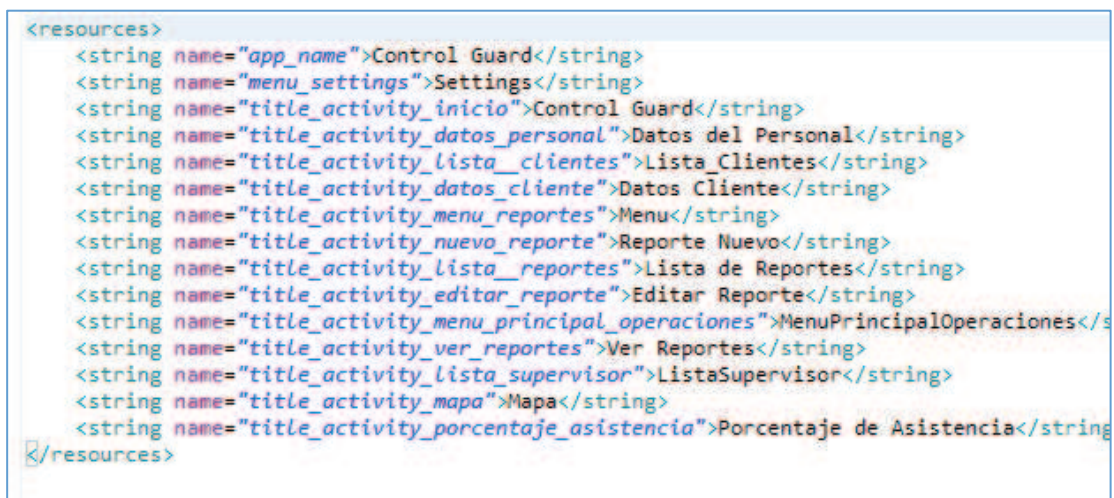 <resources>
<string name="app_name">Control Guard</string>
<string name="menu_settings">Settings</string>
<string name="title_activity_inicio">Control Guard</string>
<string name="title_activity_datos_personal">Datos del Personal</string>
<string name="title_activity_lista__clientes">Lista_Clientes</string>
<string name="title_activity_datos_cliente">Datos Cliente</string>
<string name="title_activity_menu_reportes">Menu</string>
<string name="title_activity_nuevo_reporte">Reporte Nuevo</string>
<string name="title_activity_lista__reportes">Lista de Reportes</string>
<string name="title_activity_editar_reporte">Editar Reporte</string>
<string name="title_activity_menu_principal_operaciones">MenuPrincipalOperaciones</s
<string name="title_activity_ver_reportes">Ver Reportes</string>
<string name="title_activity_lista_supervisor">ListaSupervisor</string>
<string name="title_activity_mapa">Mapa</string>
<string name="title_activity_porcentaje_asistencia">Porcentaje de Asistencia</string
</resources>